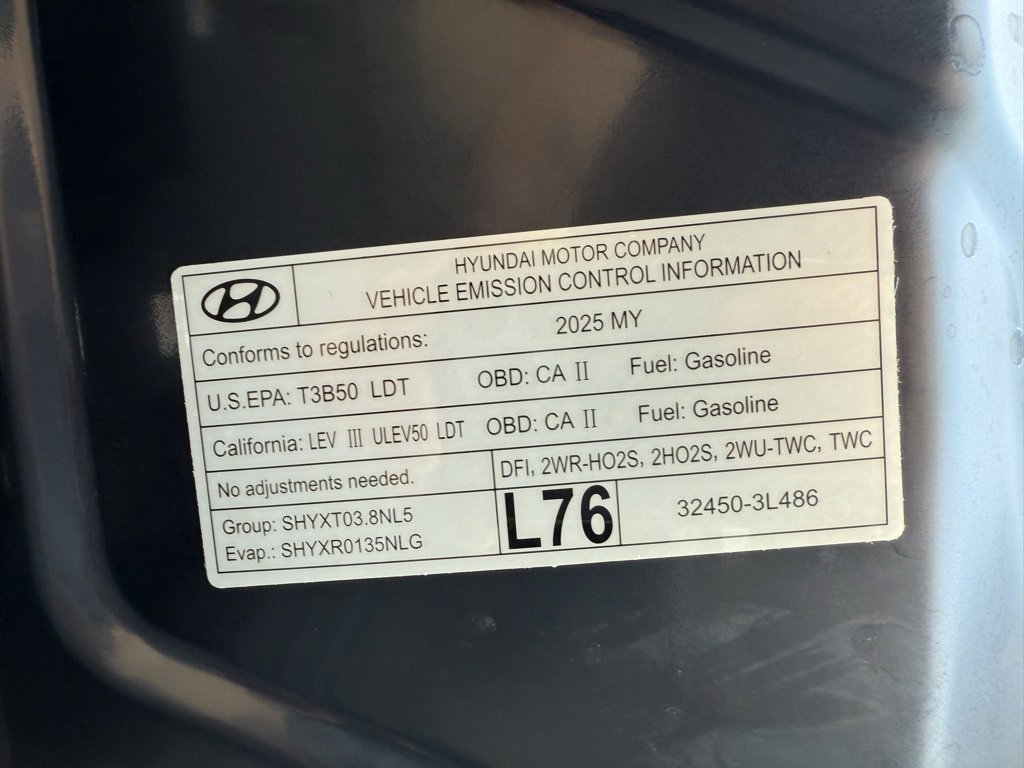 HYUNDAI MOTOR COMPANY
VEHICLE EMISSION CONTROL INFORMATION
Conforms to regulations: 2025 MY
U.S.EPA: T3B50 LDT OBD: CA II Fuel: Gasoline
California: LEV III ULEV50 LDT OBD: CA II Fuel: Gasoline
No adjustments needed. DFI, 2WR-HO2S, 2HO2S, 2WU-TWC, TWC
Group: SHYXT03.8NL5
Evap.: SHYXR0135NLG
L76
32450-3L486